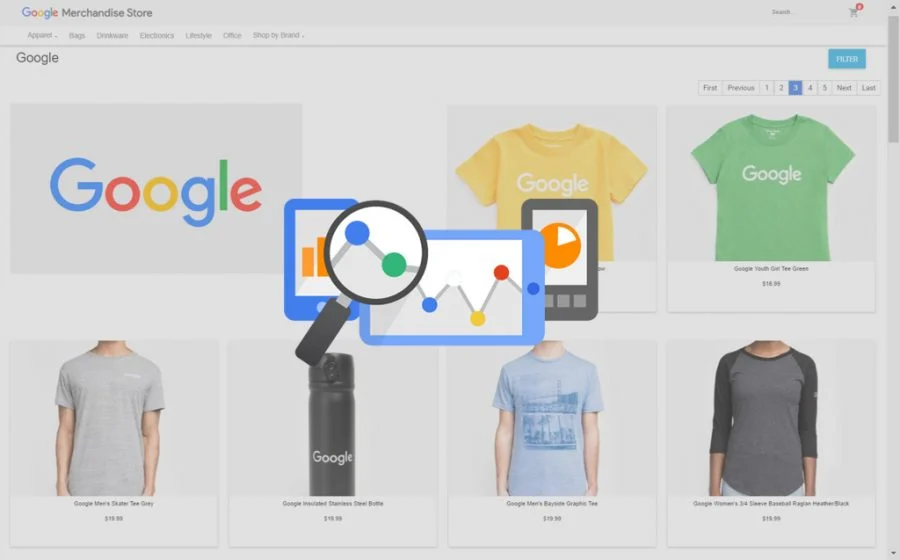 Google Merchandise Store
Search
Apparel Bags Drinkware Electronics Lifestyle Office Shop by Brand
Google
FILTER
First Previous 1 2 3 4 5 Next Last
Google
Google
Google
Google Youth Girl Tee Green
$18.99
Google
Google Men's Skater Tee Grey
$19.99
Google Insulated Stainless Steel Bottle
$19.99
Google Men's Bayside Graphic Tee
$19.99
Google Women's 3/4 Sleeve Baseball Raglan Heather/Black
$19.99